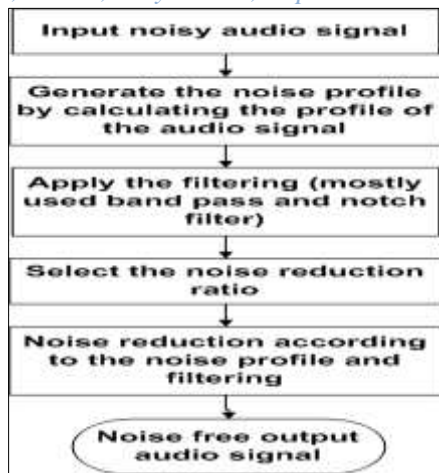 Input noisy audio signal
Generate the noise profile
by calculating the profile of
the audio signal
Apply the filtering (mostly
used band pass and notch
filter)
Select the noise reduction
ratio
Noise reduction according
to the noise profile and
filtering
Noise free output
audio signal